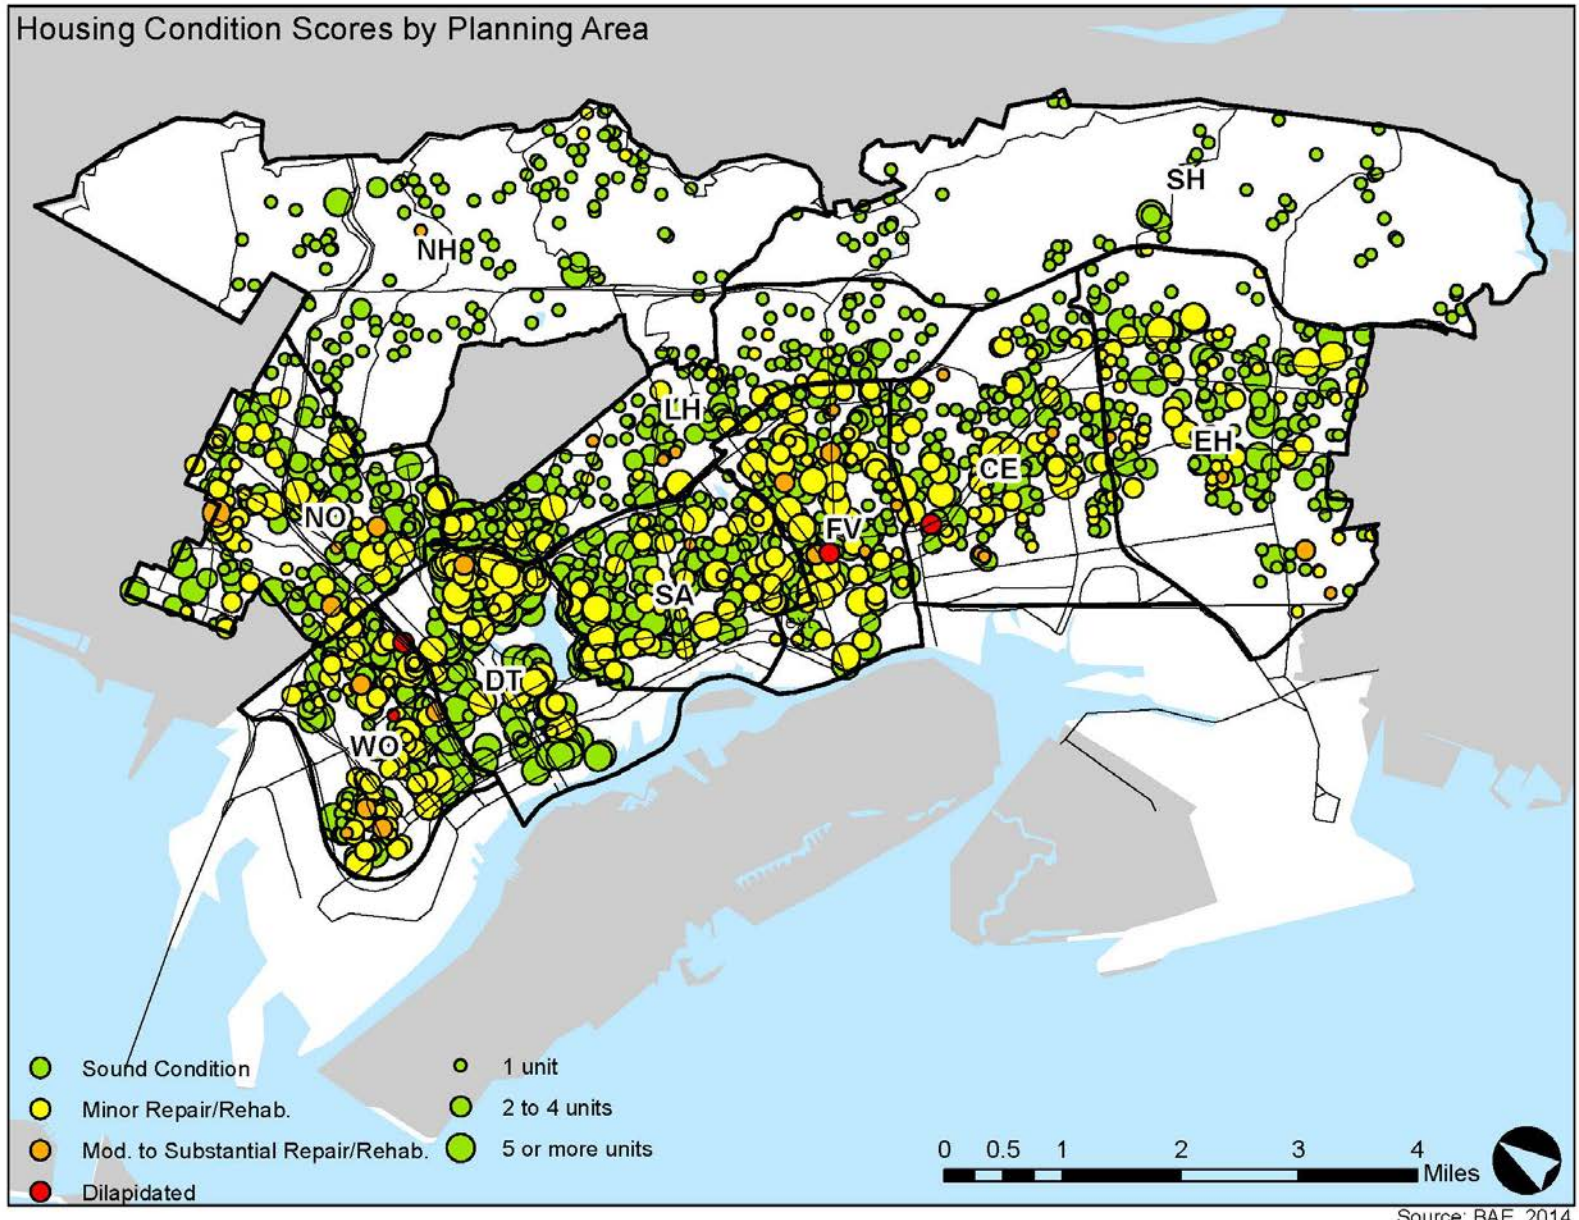 Housing Condition Scores by Planning Area
SH
NH
LH
EH
CE
NO
FV
SA
DT
WO
Sound Condition
Minor Repair/Rehab.
Mod. to Substantial Repair/Rehab.
Dilapidated
1 unit
2 to 4 units
5 or more units
0 0.5 1 2 3 4
Miles
Source: BAE, 2014